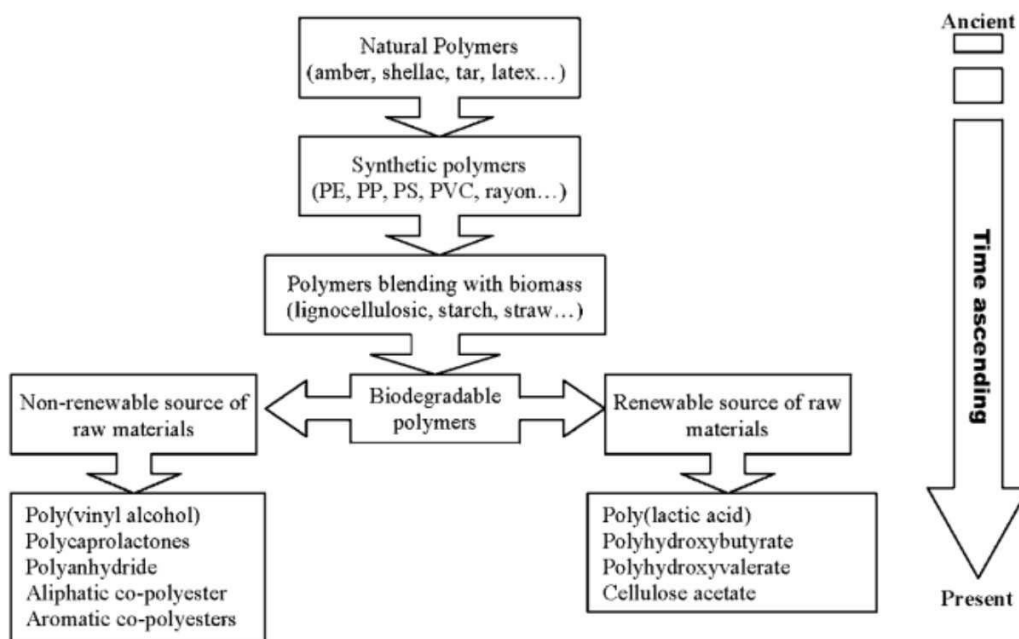 Natural Polymers
(amber, shellac, tar, latex…)
Synthetic polymers
(PE, PP, PS, PVC, rayon…)
Polymers blending with biomass
(lignocellulosic, starch, straw…)
Non-renewable source of
raw materials
Biodegradable
polymers
Renewable source of raw
materials
Poly(vinyl alcohol)
Polycaprolactones
Polyanhydride
Aliphatic co-polyester
Aromatic co-polyesters
Poly(lactic acid)
Polyhydroxybutyrate
Polyhydroxyvalerate
Cellulose acetate
Ancient
Time ascending
Present